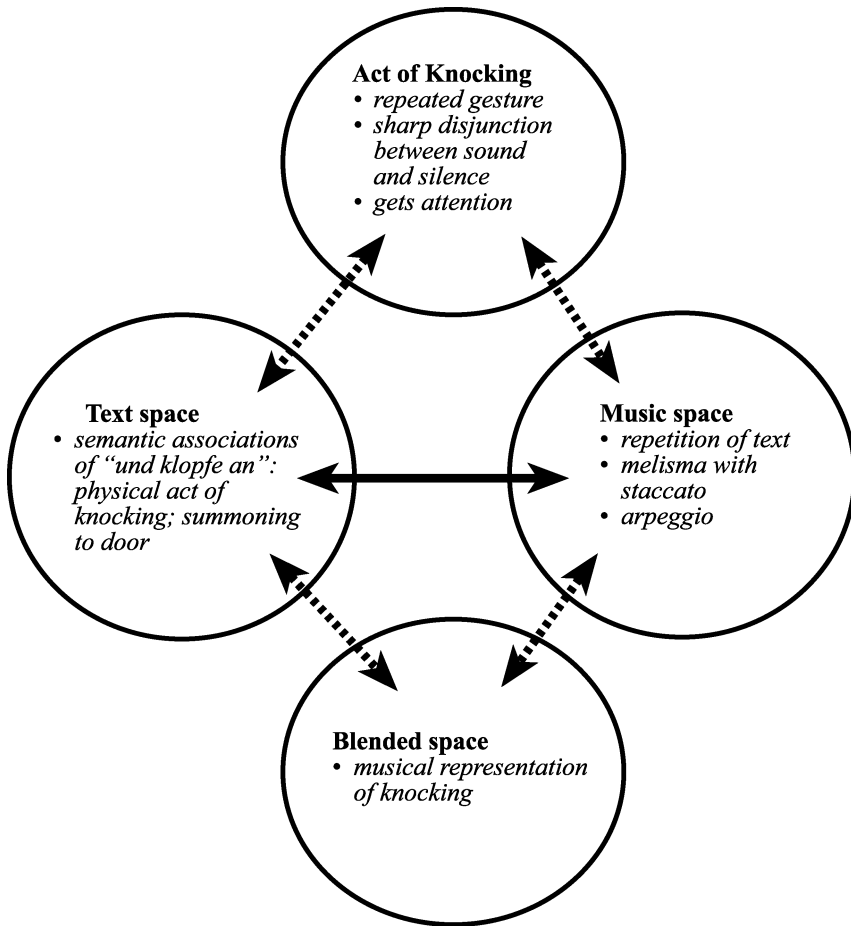 Act of Knocking
• repeated gesture
• sharp disjunction
between sound
and silence
• gets attention
Text space
• semantic associations
of “und klopfe an”:
physical act of
knocking; summoning
to door
Music space
• repetition of text
• melisma with
staccato
• arpeggio
Blended space
• musical representation
of knocking